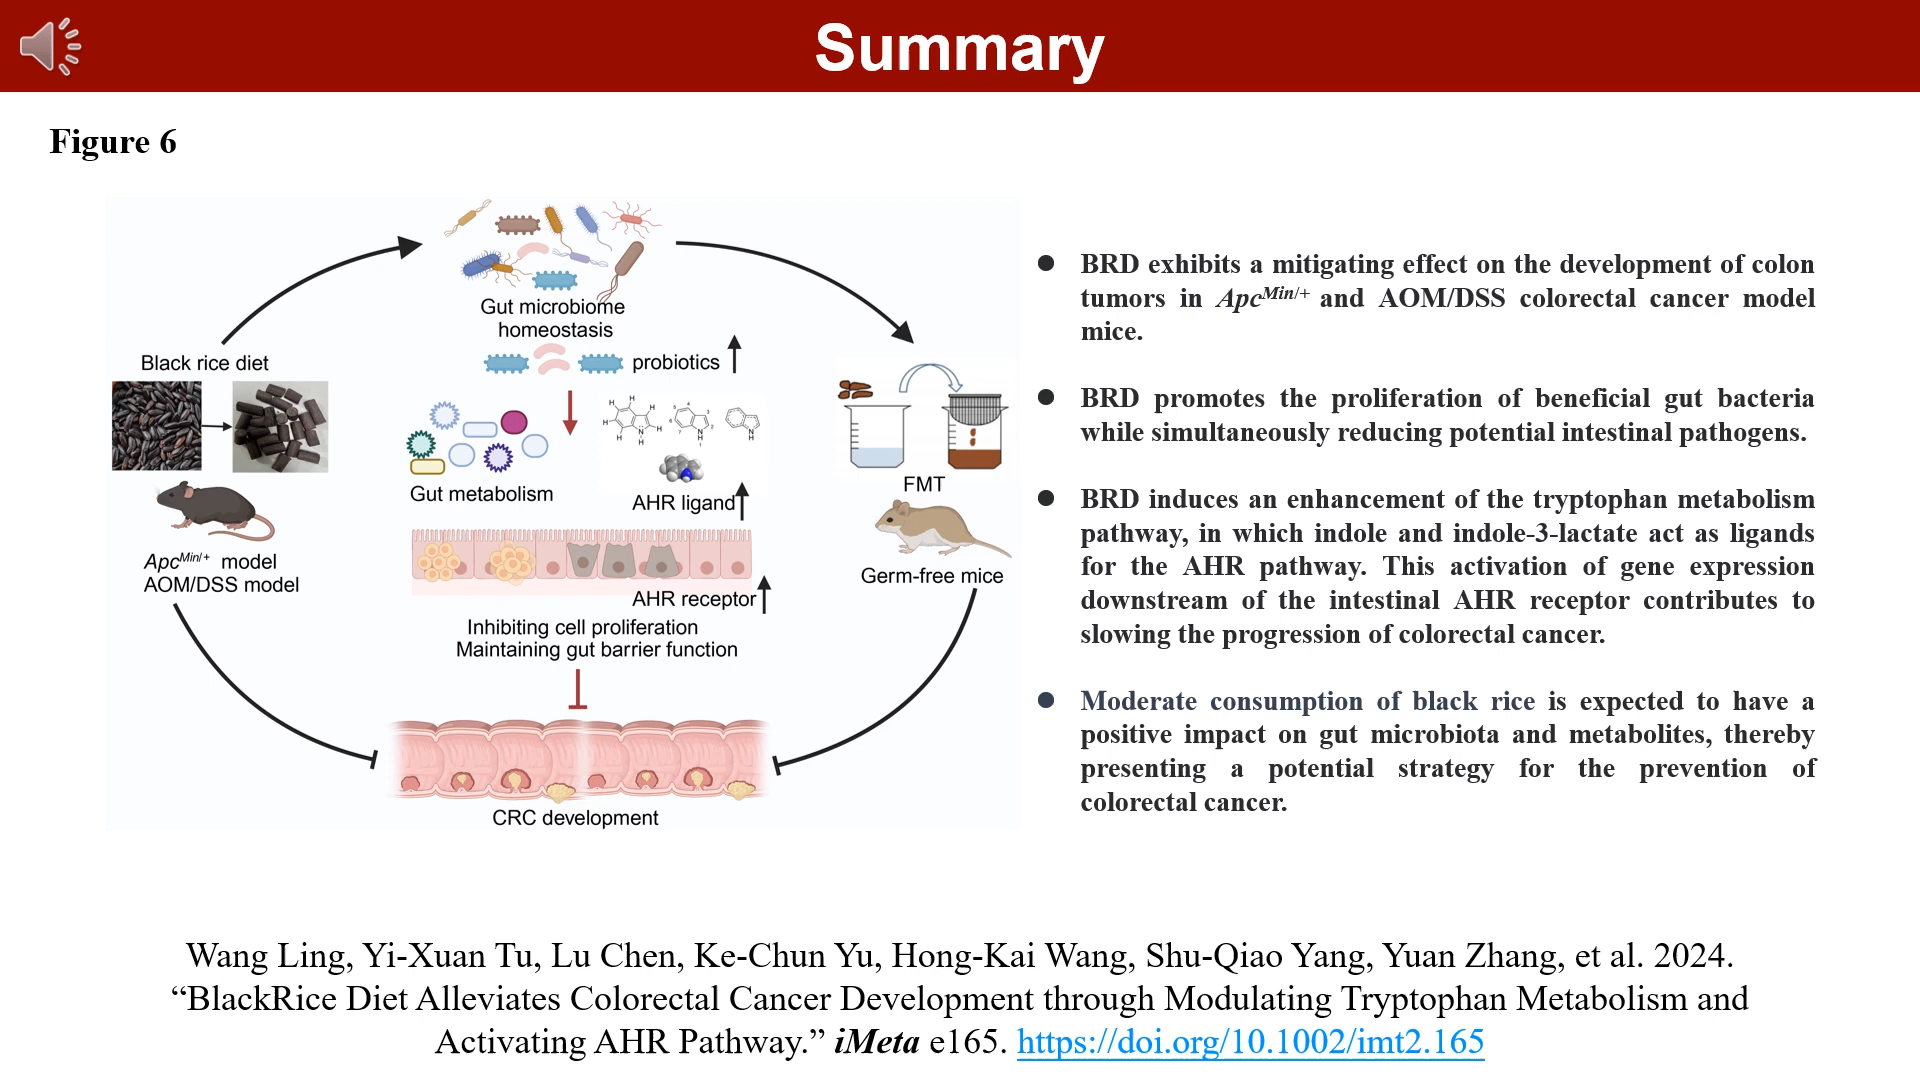 Summary
Figure 6
Gut microbiome
homeostasis
probiotics
Black rice diet
Gut metabolism
AHR ligand
FMT
Apc^Min/+ model
AOM/DSS model
Germ-free mice
AHR receptor
Inhibiting cell proliferation
Maintaining gut barrier function
CRC development
● BRD exhibits a mitigating effect on the development of colon
tumors in Apc^Min/+ and AOM/DSS colorectal cancer model
mice.
● BRD promotes the proliferation of beneficial gut bacteria
while simultaneously reducing potential intestinal pathogens.
● BRD induces an enhancement of the tryptophan metabolism
pathway, in which indole and indole-3-lactate act as ligands
for the AHR pathway. This activation of gene expression
downstream of the intestinal AHR receptor contributes to
slowing the progression of colorectal cancer.
● Moderate consumption of black rice is expected to have a
positive impact on gut microbiota and metabolites, thereby
presenting a potential strategy for the prevention of
colorectal cancer.
Wang Ling, Yi-Xuan Tu, Lu Chen, Ke-Chun Yu, Hong-Kai Wang, Shu-Qiao Yang, Yuan Zhang, et al. 2024.
“BlackRice Diet Alleviates Colorectal Cancer Development through Modulating Tryptophan Metabolism and
Activating AHR Pathway.” iMeta e165. https://doi.org/10.1002/imt2.165